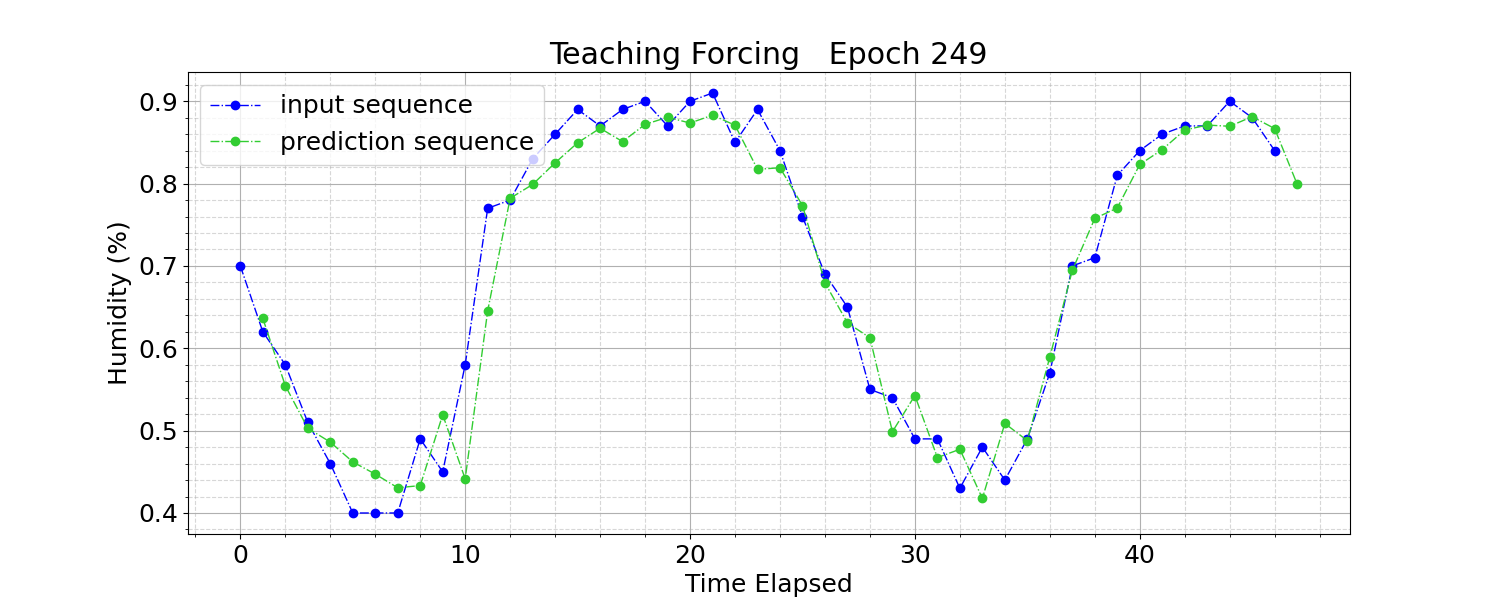 Teaching Forcing   Epoch 249
input sequence
prediction sequence
Humidity (%)
0.9
0.8
0.7
0.6
0.5
0.4
0 10 20 30 40
Time Elapsed